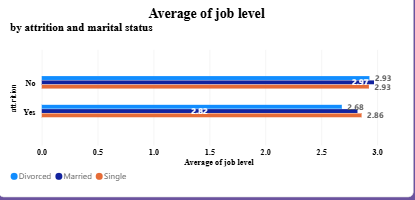 Average of job level
by attrition and marital status
attrition
No
2.93
2.97
2.93
Yes
2.68
2.82
2.86
0.0 0.5 1.0 1.5 2.0 2.5 3.0
Average of job level
Divorced Married Single